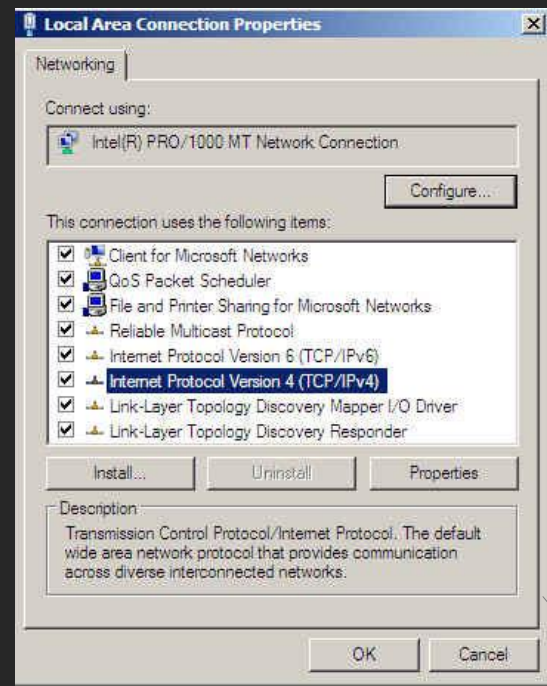 Local Area Connection Properties
Networking
Connect using:
Intel(R) PRO/1000 MT Network Connection
Configure...
This connection uses the following items:
Client for Microsoft Networks
QoS Packet Scheduler
File and Printer Sharing for Microsoft Networks
Reliable Multicast Protocol
Internet Protocol Version 6 (TCP/IPv6)
Internet Protocol Version 4 (TCP/IPv4)
Link-Layer Topology Discovery Mapper I/O Driver
Link-Layer Topology Discovery Responder
Install... Uninstall Properties
Description
Transmission Control Protocol/Internet Protocol. The default
wide area network protocol that provides communication
across diverse interconnected networks.
OK Cancel